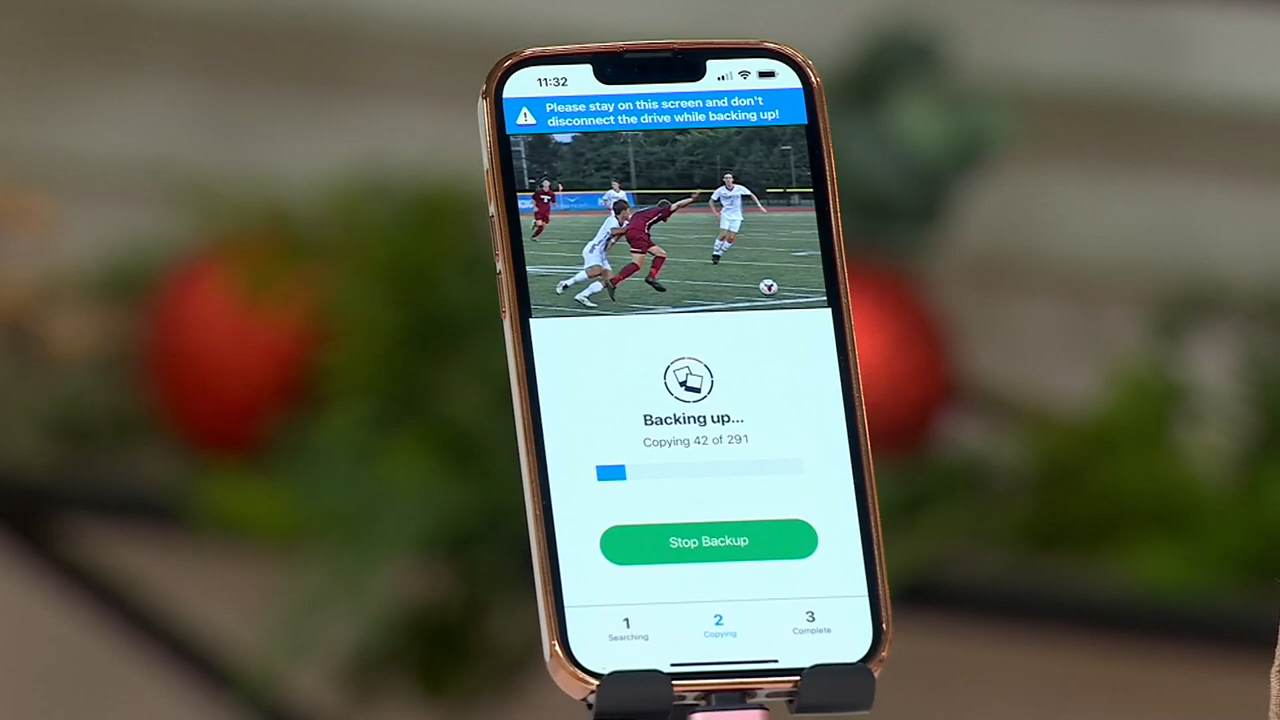 11:32
Please stay on this screen and don't
disconnect the drive while backing up!
Backing up...
Copying 42 of 291
Stop Backup
1 2 3
Searching Copying Complete